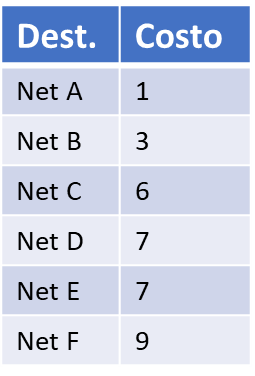 Dest. Costo
Net A 1
Net B 3
Net C 6
Net D 7
Net E 7
Net F 9